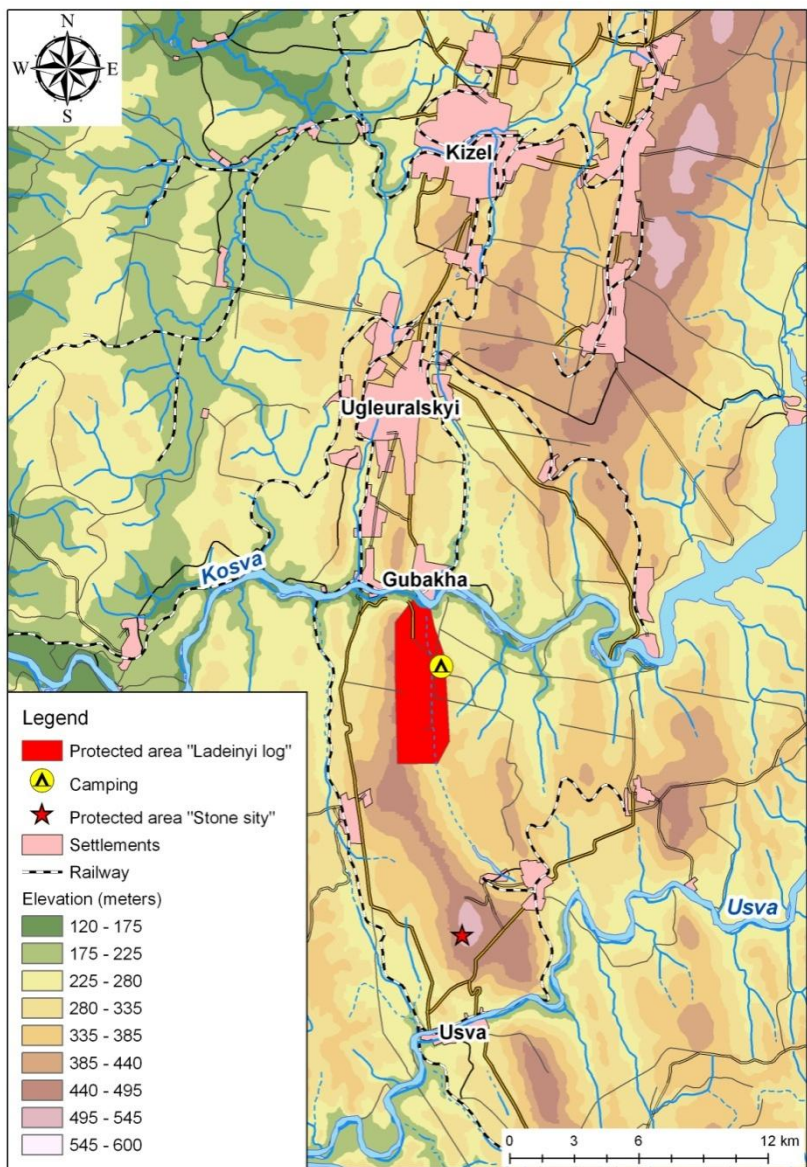 N
W E
S
Kizel
Ugleuralskyi
Kosva
Gubakha
Legend
Protected area "Ladeinyi log"
Camping
Protected area "Stone sity"
Settlements
Railway
Elevation (meters)
120 - 175
175 - 225
225 - 280
280 - 335
335 - 385
385 - 440
440 - 495
495 - 545
545 - 600
Usva
Usva
0 3 6 12 km